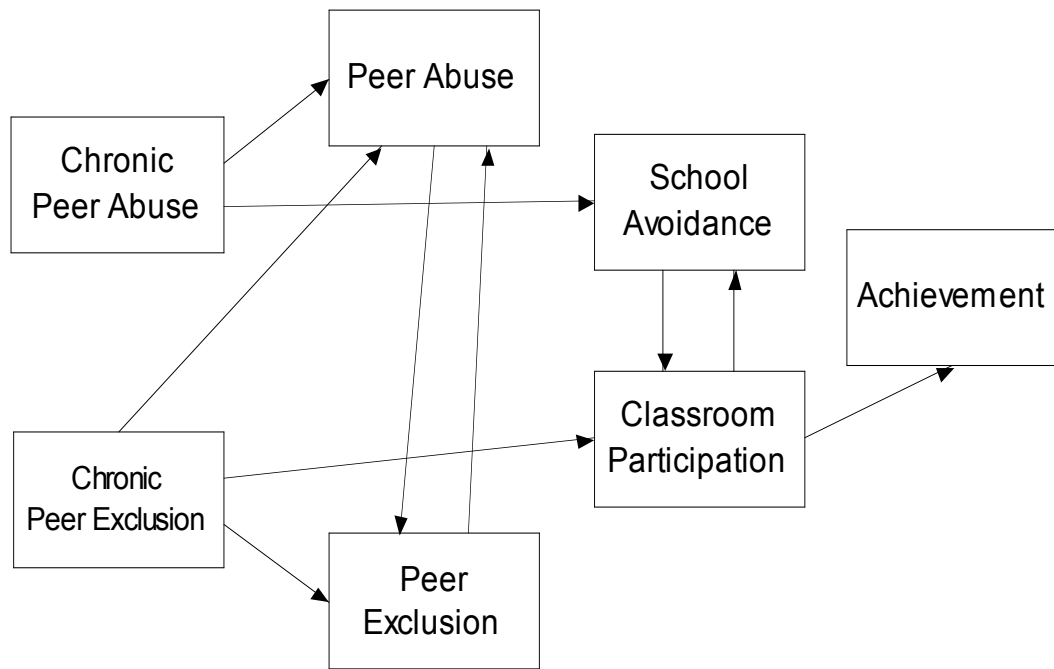 Peer Abuse
Chronic
Peer Abuse
School
Avoidance
Achievement
Classroom
Participation
Chronic
Peer Exclusion
Peer
Exclusion